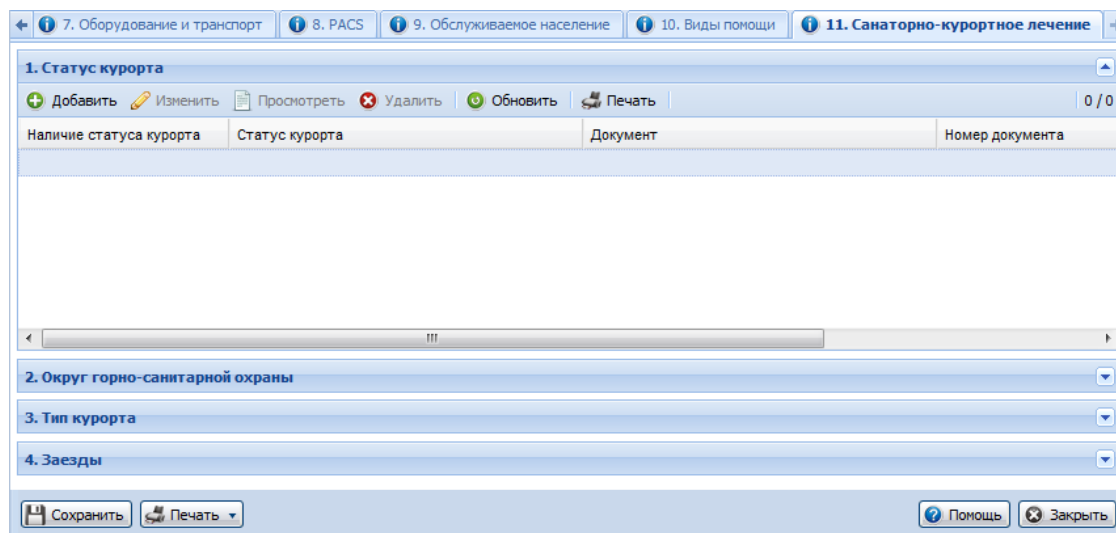 7. Оборудование и транспорт 8. PACS 9. Обслуживаемое население 10. Виды помощи 11. Санаторно-курортное лечение
1. Статус курорта
Добавить Изменить Просмотреть Удалить Обновить Печать 0 / 0
Наличие статуса курорта Статус курорта Документ Номер документа
2. Округ горно-санитарной охраны
3. Тип курорта
4. Заезды
Сохранить Печать Помощь Закрыть